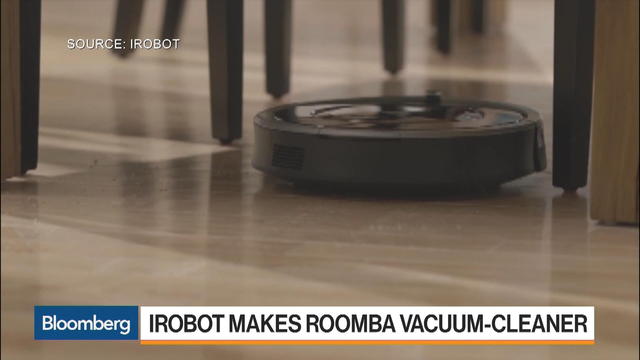 SOURCE: IROBOT
Bloomberg
IROBOT MAKES ROOMBA VACUUM-CLEANER